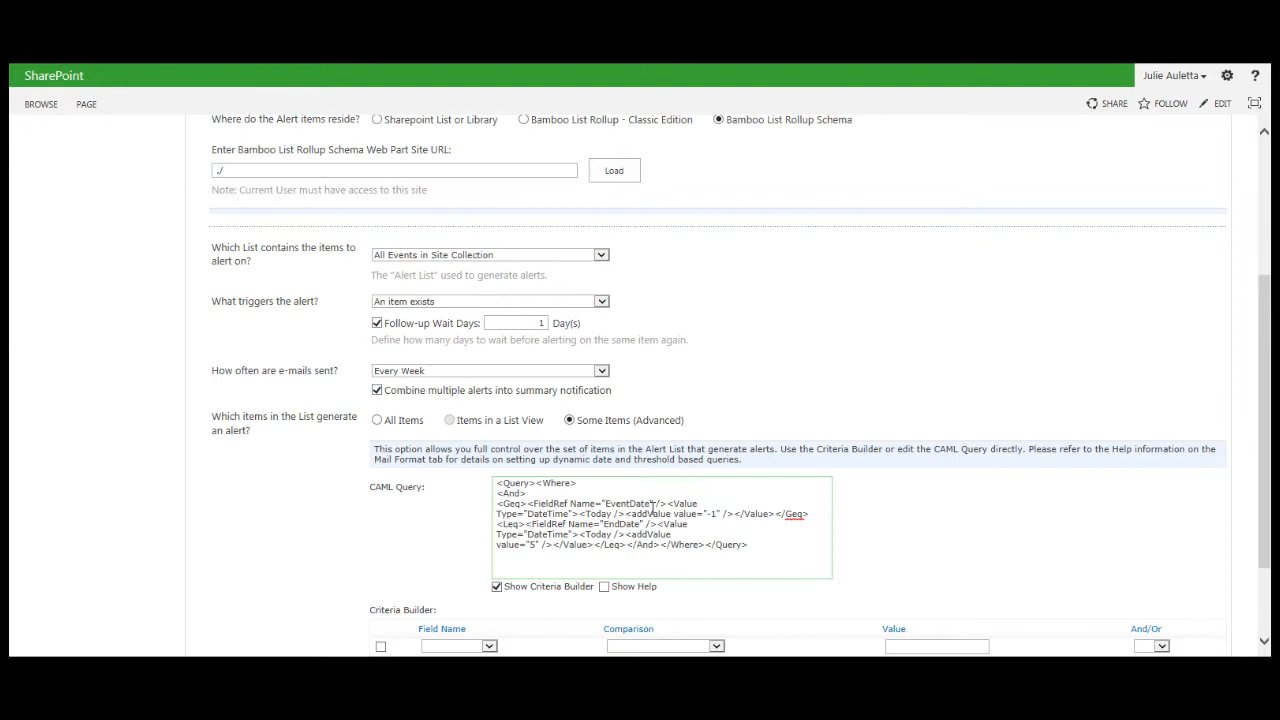 SharePoint
Julie Auletta
?
BROWSE PAGE
SHARE FOLLOW EDIT
Where do the Alert items reside? Sharepoint List or Library Bamboo List Rollup - Classic Edition Bamboo List Rollup Schema
Enter Bamboo List Rollup Schema Web Part Site URL:
./ Load
Note: Current User must have access to this site
Which List contains the items to
alert on?
All Events in Site Collection
The "Alert List" used to generate alerts.
What triggers the alert? An item exists
Follow-up Wait Days: 1 Day(s)
Define how many days to wait before alerting on the same item again.
How often are e-mails sent? Every Week
Combine multiple alerts into summary notification
Which items in the List generate
an alert?
All Items Items in a List View Some Items (Advanced)
This option allows you full control over the set of items in the Alert List that generate alerts. Use the Criteria Builder or edit the CAML Query directly. Please refer to the Help information on the
Mail Format tab for details on setting up dynamic date and threshold based queries.
CAML Query:
<Query><Where>
<And>
<Geq><FieldRef Name="EventDate" /><Value
Type="DateTime"><Today /><addValue value="-1" /></Value></Geq>
<Leq><FieldRef Name="EndDate" /><Value
Type="DateTime"><Today /><addValue
value="5" /></Value></Leq></And></Where></Query>
Show Criteria Builder Show Help
Criteria Builder:
Field Name Comparison Value And/Or